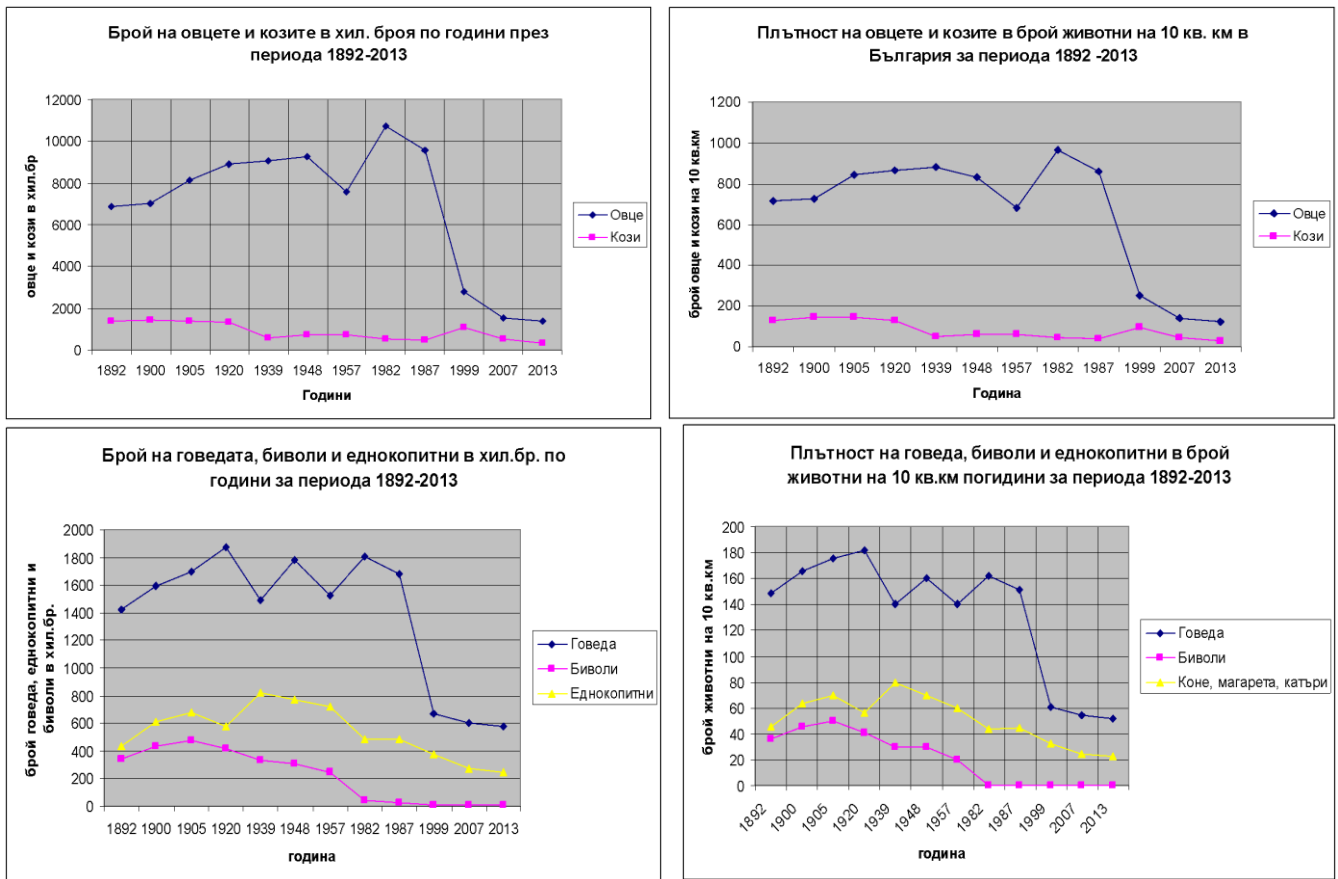 Брой на овцете и козите в хил. броя по години през
периода 1892-2013
овце и кози в хил.бр
12000
10000
8000
6000
4000
2000
0
1892 1900 1905 1920 1939 1948 1957 1982 1987 1999 2007 2013
Години
Овце
Кози
Плътност на овцете и козите в брой животни на 10 кв. км в
България за периода 1892 -2013
брой овце и кози на 10 кв.км
1200
1000
800
600
400
200
0
1892 1900 1905 1920 1939 1948 1957 1982 1987 1999 2007 2013
Година
Овце
Кози
Брой на говедата, биволи и еднокопитни в хил.бр. по
години за периода 1892-2013
брой говеда, еднокопитни и
биволи в хил.бр.
2000
1800
1600
1400
1200
1000
800
600
400
200
0
1892 1900 1905 1920 1939 1948 1957 1982 1987 1999 2007 2013
година
Говеда
Биволи
Еднокопитни
Плътност на говеда, биволи и еднокопитни в брой
животни на 10 кв.км погидини за периода 1892-2013
брой животни на 10 кв.км
200
180
160
140
120
100
80
60
40
20
0
1892 1900 1905 1920 1939 1948 1957 1982 1987 1999 2007 2013
година
Говеда
Биволи
Коне, магарета, катъри